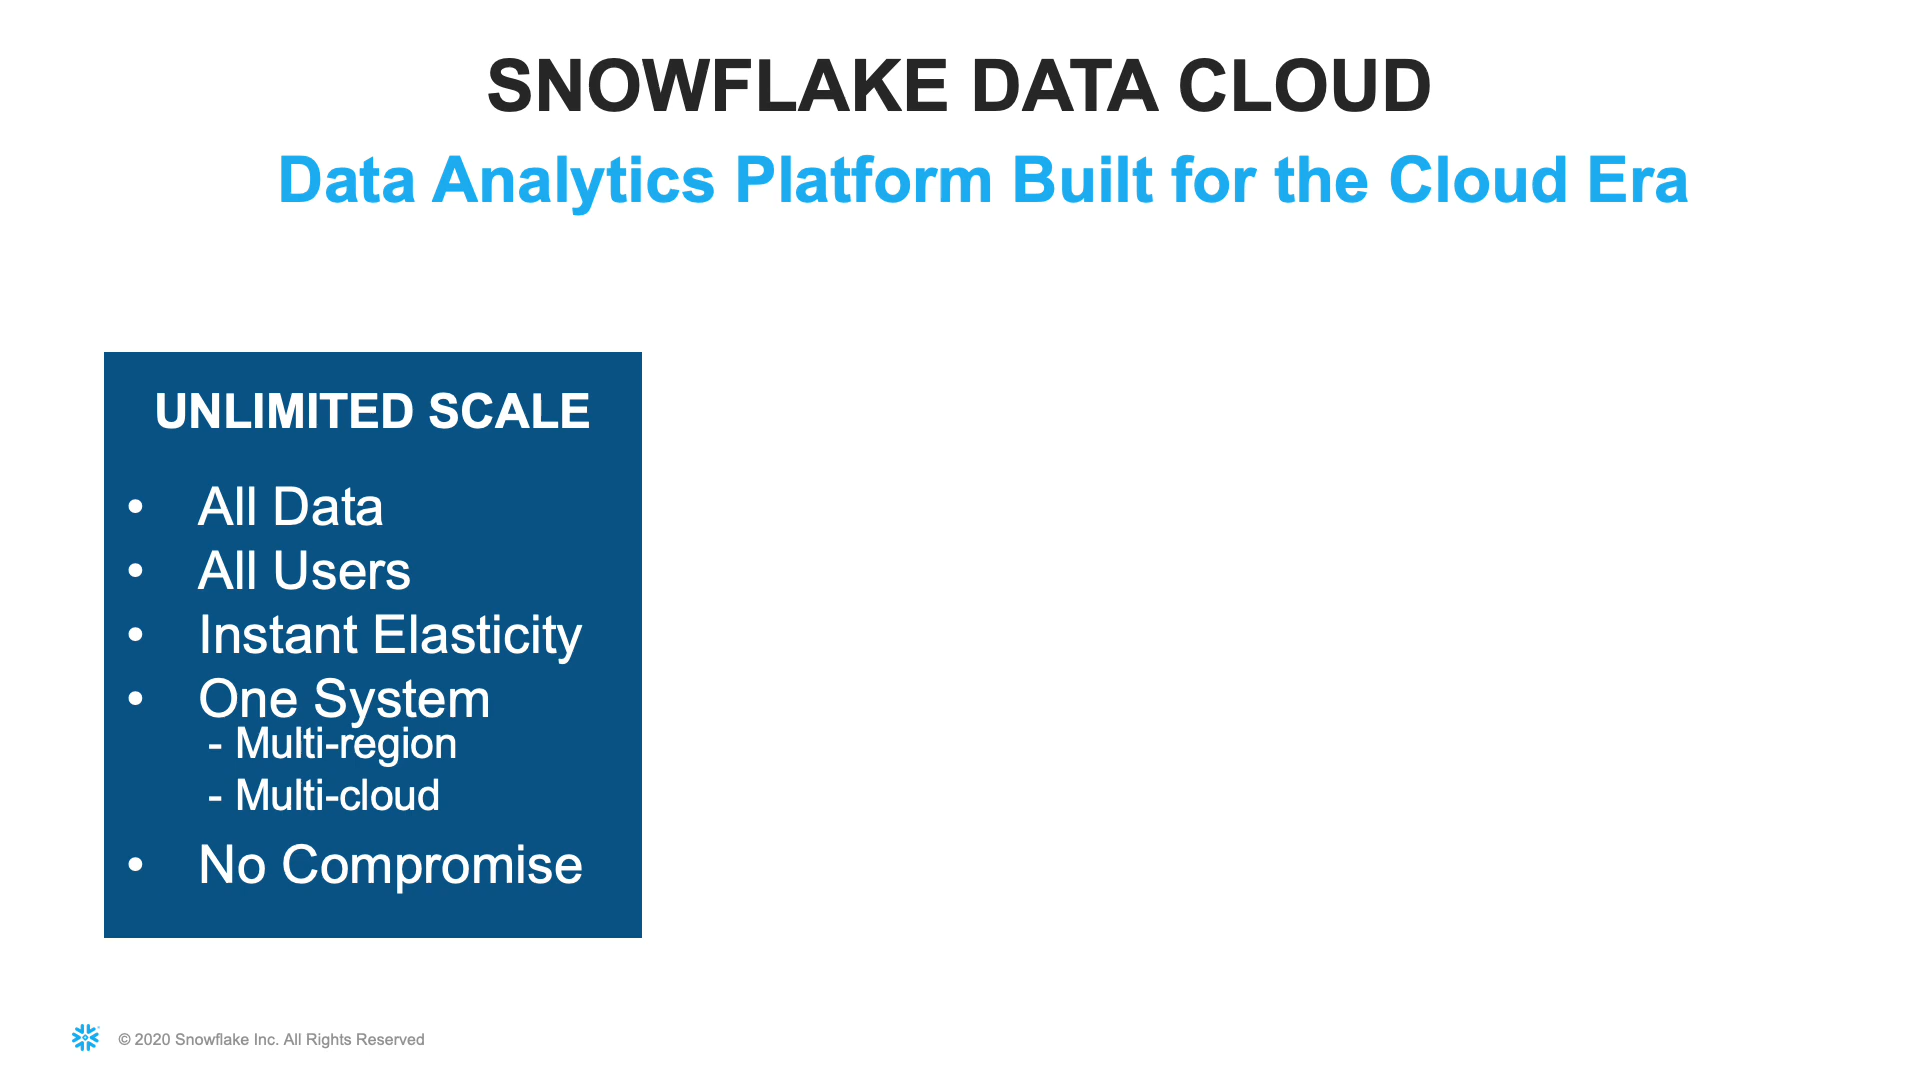 SNOWFLAKE DATA CLOUD
Data Analytics Platform Built for the Cloud Era
UNLIMITED SCALE
• All Data
• All Users
• Instant Elasticity
• One System
- Multi-region
- Multi-cloud
• No Compromise
© 2020 Snowflake Inc. All Rights Reserved